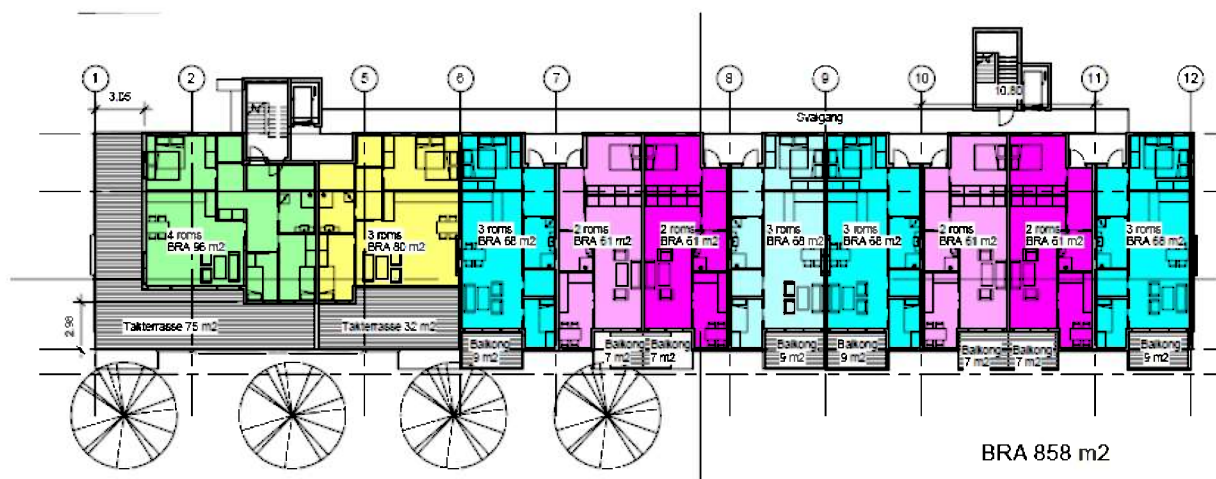 1 2 5 6 7 8 9 10 11 12
3.05
10.80
Svalgang
4 roms
BRA 96 m2
3 roms
BRA 80 m2
3 roms
BRA 68 m2
2 roms
BRA 61 m2
2 roms
BRA 61 m2
3 roms
BRA 68 m2
3 roms
BRA 68 m2
2 roms
BRA 61 m2
2 roms
BRA 61 m2
3 roms
BRA 68 m2
2.98
Takterrasse 75 m2
Takterrasse 32 m2
Balkong
9 m2
Balkong
7 m2
Balkong
7 m2
Balkong
9 m2
Balkong
9 m2
Balkong
7 m2
Balkong
7 m2
Balkong
9 m2
BRA 858 m2